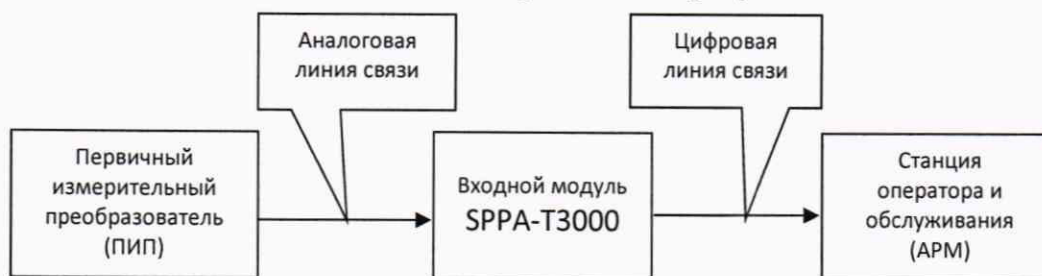 Аналоговая
линия связи
Цифровая
линия связи
Первичный
измерительный
преобразователь
(ПИП)
Входной модуль
SPPA-T3000
Станция
оператора и
обслуживания
(АРМ)